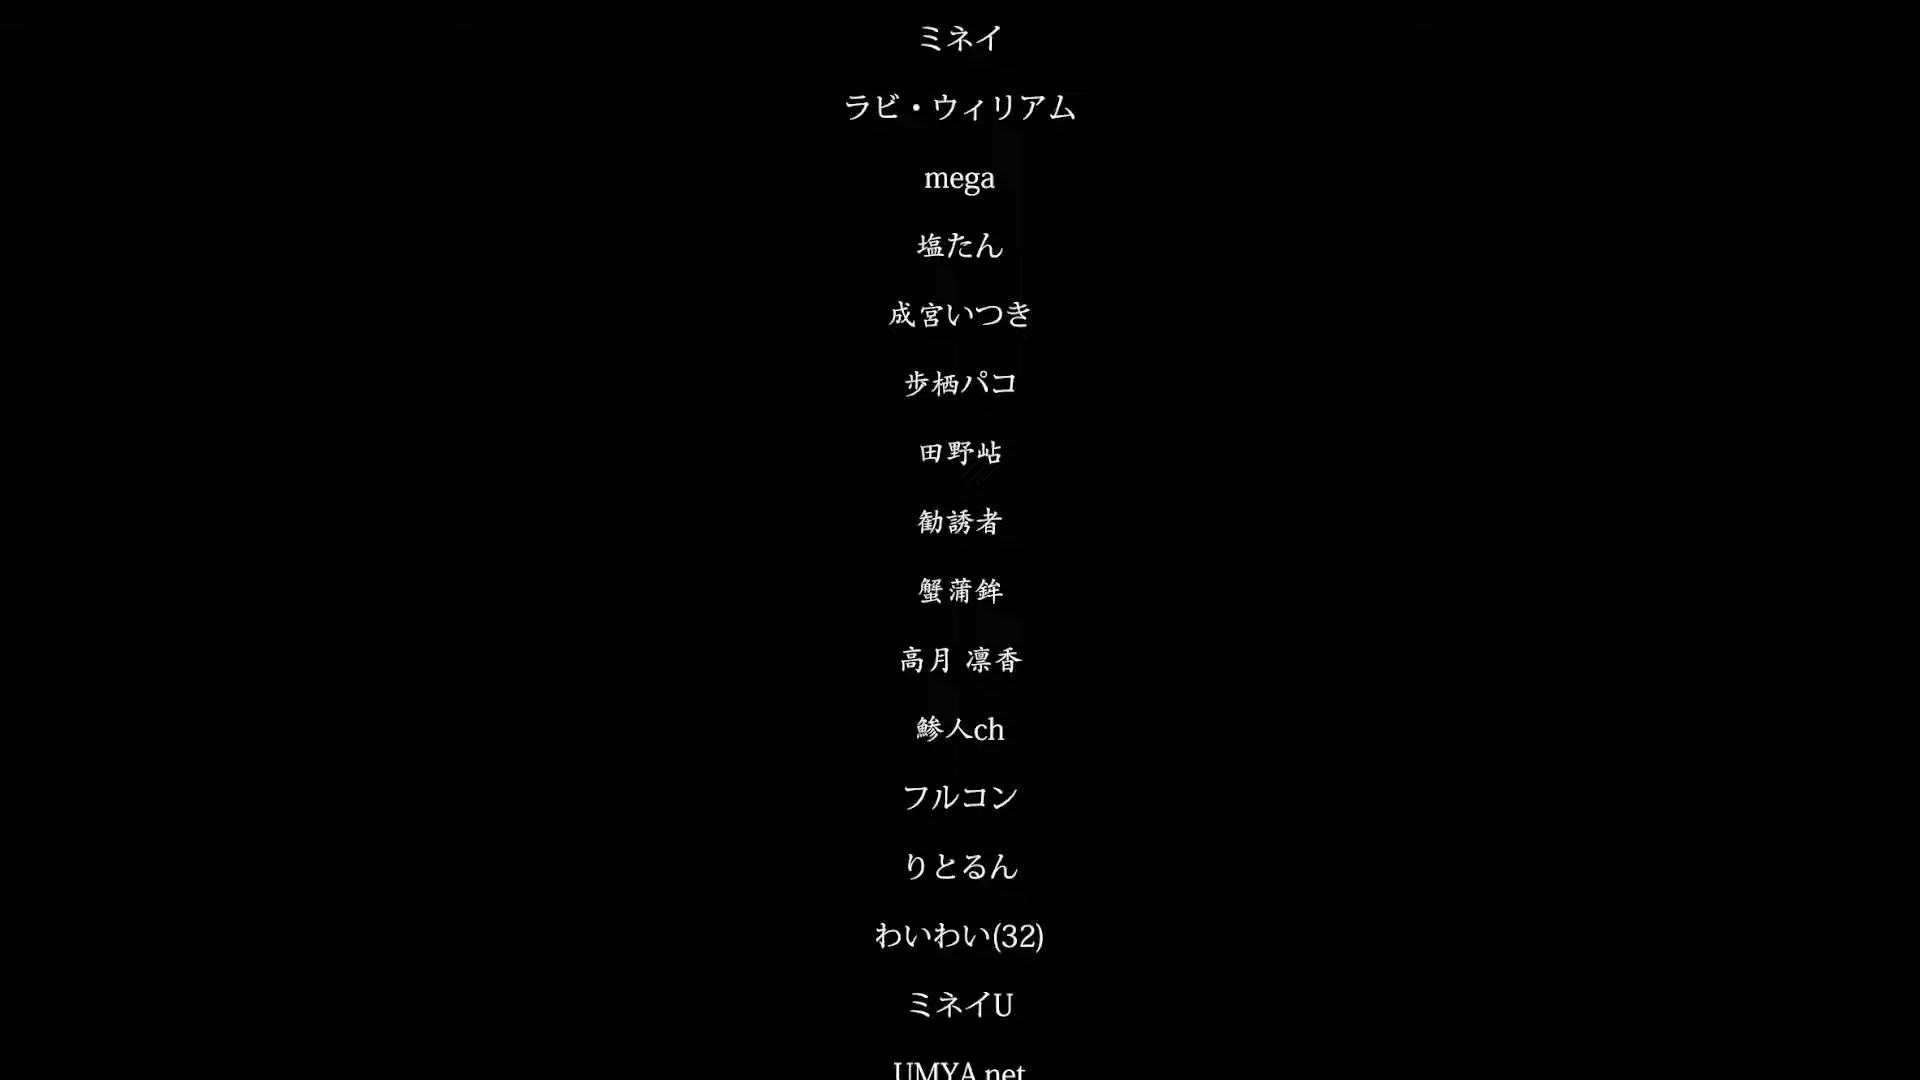 ミネイ
ラビ・ウィリアム
mega
塩たん
成宮いつき
歩栖パコ
田野岾
勧誘者
蟹蒲鉾
高月 凛香
鯵人ch
フルコン
りとるん
わいわい(32)
ミネイU
UMYA.net